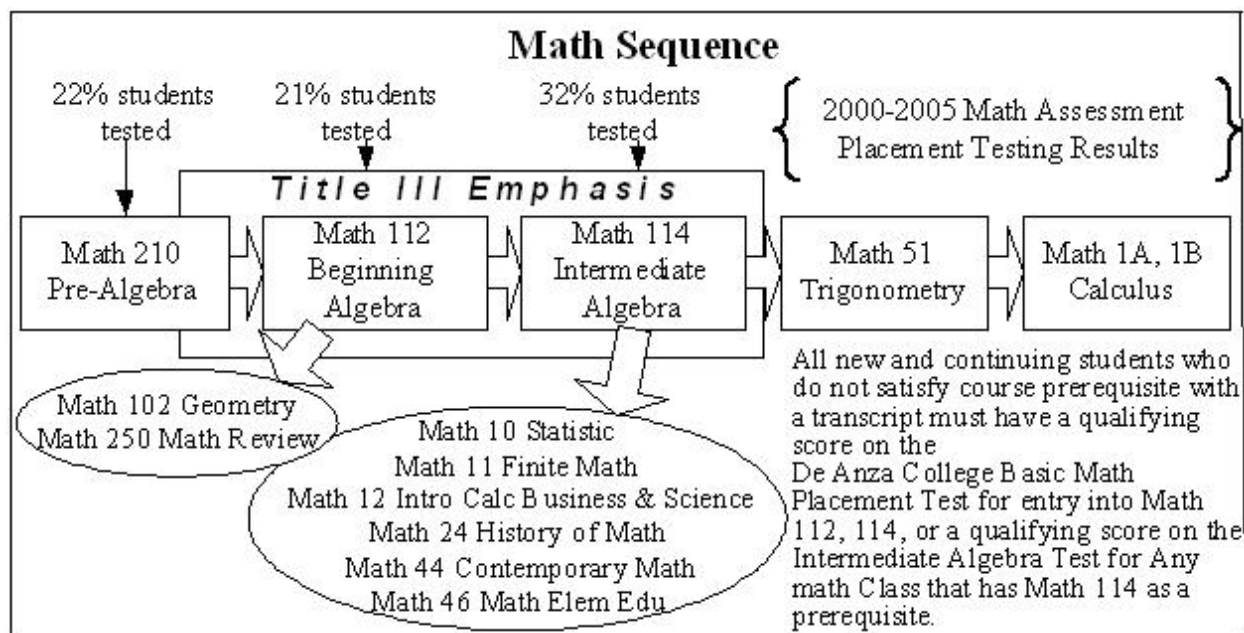 Math Sequence
22% students
tested
21% students
tested
32% students
tested
2000-2005 Math Assessment
Placement Testing Results
Title III Emphasis
Math 210
Pre-Algebra
Math 112
Beginning
Algebra
Math 114
Intermediate
Algebra
Math 51
Trigonometry
Math 1A, 1B
Calculus
Math 102 Geometry
Math 250 Math Review
Math 10 Statistic
Math 11 Finite Math
Math 12 Intro Calc Business & Science
Math 24 History of Math
Math 44 Contemporary Math
Math 46 Math Elem Edu
All new and continuing students who
do not satisfy course prerequisite with
a transcript must have a qualifying
score on the
De Anza College Basic Math
Placement Test for entry into Math
112, 114, or a qualifying score on the
Intermediate Algebra Test for Any
math Class that has Math 114 as a
prerequisite.